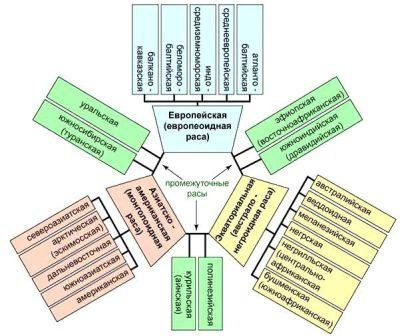 балкано-
кавказская
беломоро-
балтийская
индо-
средиземноморская
среднеевропейская
атланто-
балтийская
Европейская
(европеоидная
раса)
уральская
южносибирская
(туранская)
эфиопская
(восточноафриканская)
южноиндийская
(дравидийская)
промежуточные
расы
Азиатско-
американская
(монголоидная
раса)
Экваториальная
(австрало-
негроидная раса)
североазиатская
арктическая
(эскимосская)
дальневосточная
южноазиатская
американская
курильская
(айнская)
полинезийская
австралийская
веддоидная
меланезийская
негрская
негрилльская
(центрально-
африканская
бушменская
(южноафриканская)